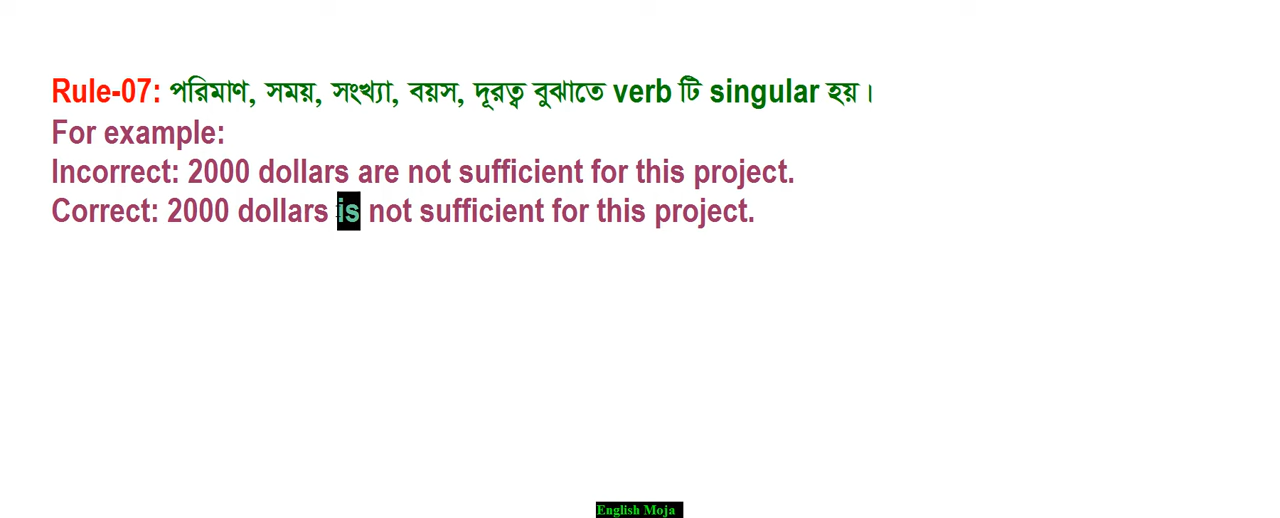 Rule-07: পরিমাণ, সময়, সংখ্যা, বয়স, দূরত্ব বুঝাতে verb টি singular হয়।
For example:
Incorrect: 2000 dollars are not sufficient for this project.
Correct: 2000 dollars is not sufficient for this project.
English Moja